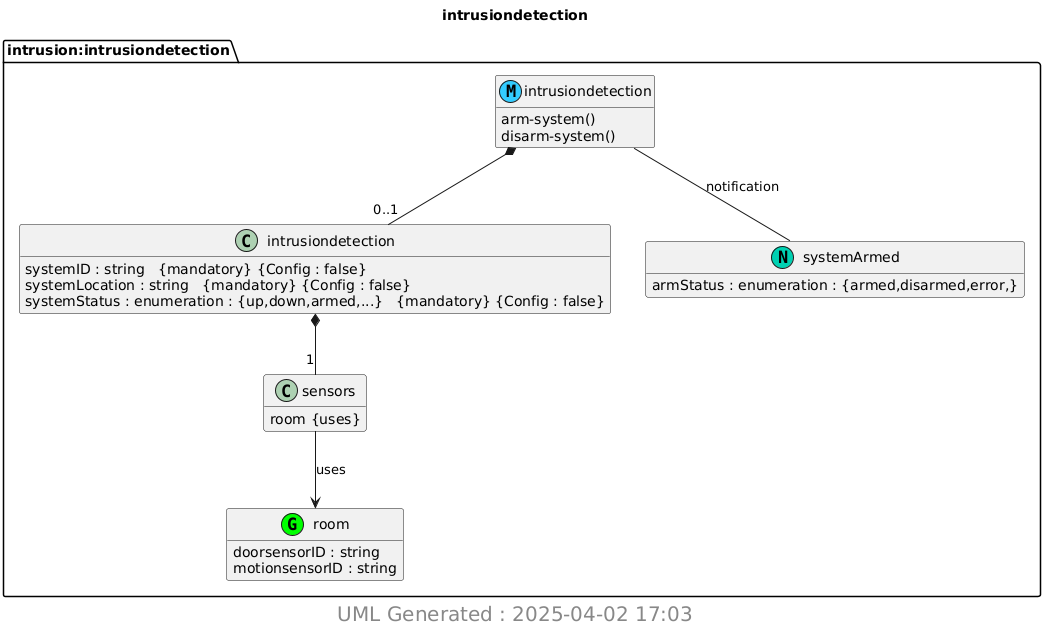 intrusiondetection
intrusion:intrusiondetection
M intrusiondetection
arm-system()
disarm-system()
notification
0..1
C intrusiondetection
systemID : string   {mandatory} {Config : false}
systemLocation : string   {mandatory} {Config : false}
systemStatus : enumeration : {up,down,armed,...}   {mandatory} {Config : false}
N systemArmed
armStatus : enumeration : {armed,disarmed,error,}
1
C sensors
room {uses}
uses
G room
doorsensorID : string
motionsensorID : string
UML Generated : 2025-04-02 17:03